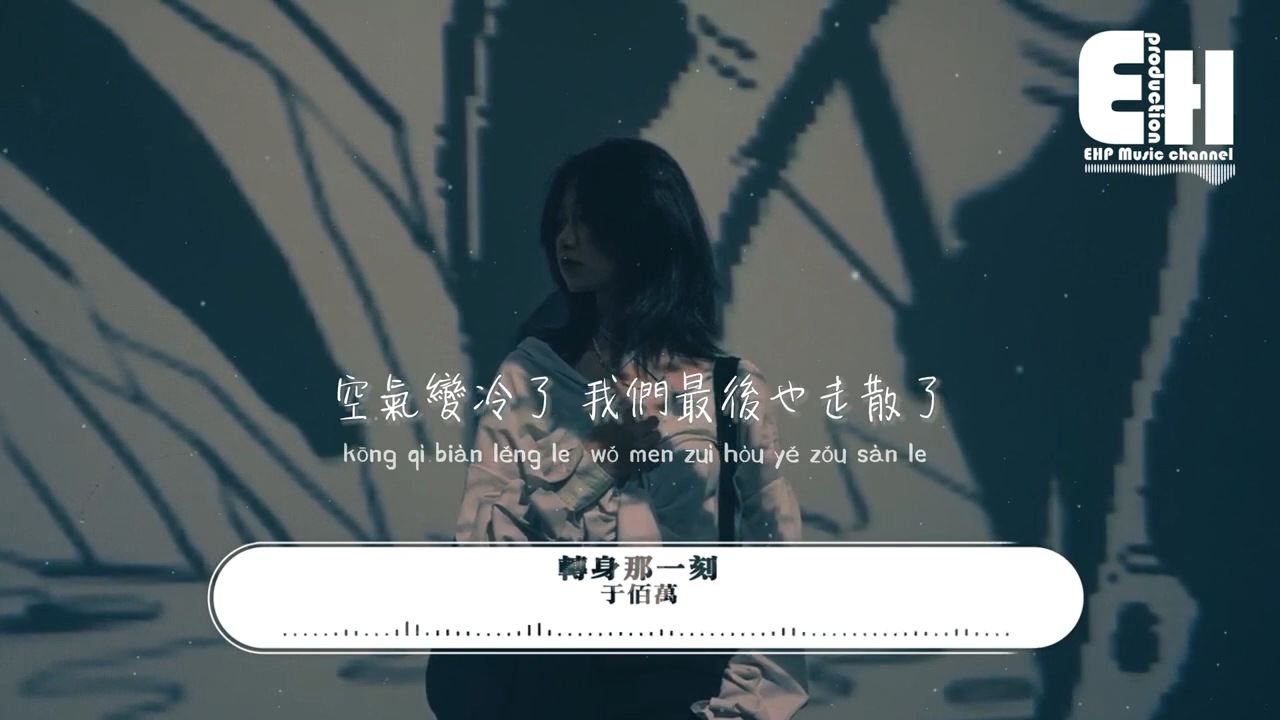 EH
production
EHP Music channel
空氣變冷了 我們最後也走散了
kōng qì biàn lěng le wǒ men zuì hòu yě zǒu sàn le
轉身那一刻
于佰萬